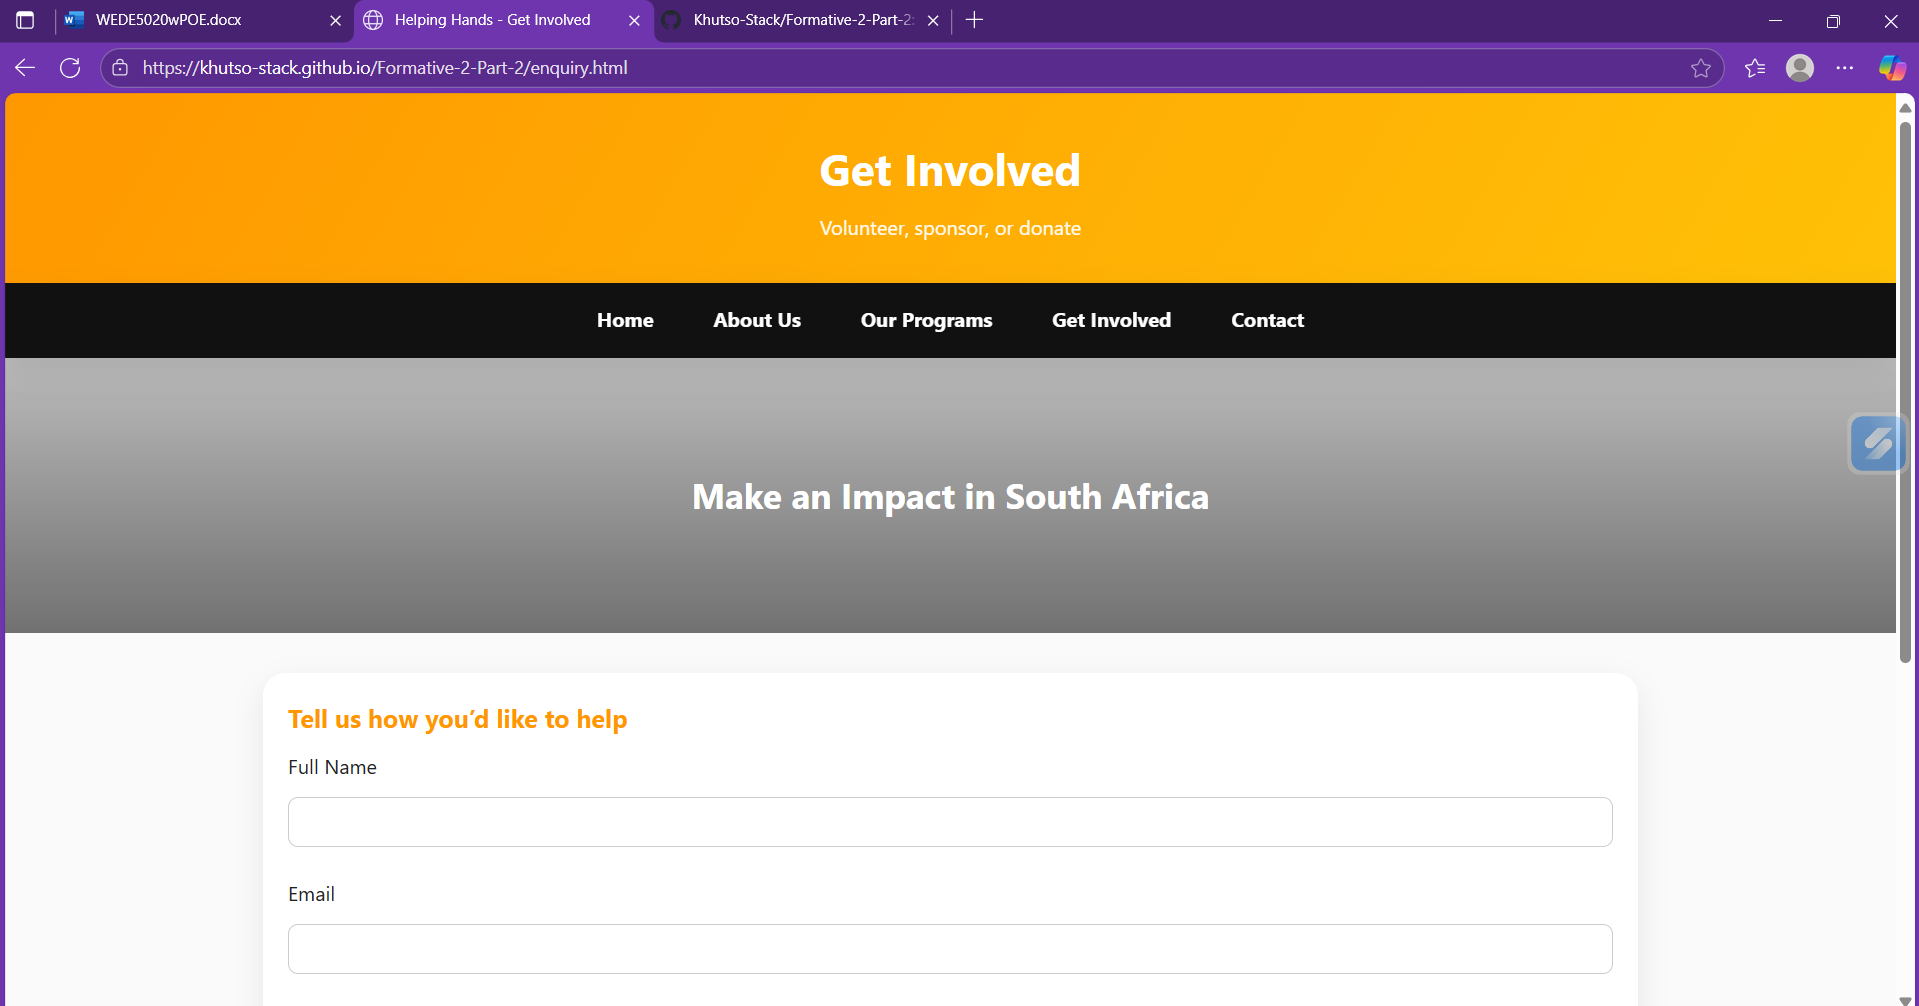 WEDE5020wPOE.docx
Helping Hands - Get Involved
Khutso-Stack/Formative-2-Part-2:
https://khutso-stack.github.io/Formative-2-Part-2/enquiry.html
Get Involved
Volunteer, sponsor, or donate
Home About Us Our Programs Get Involved Contact
Make an Impact in South Africa
Tell us how you’d like to help
Full Name
Email